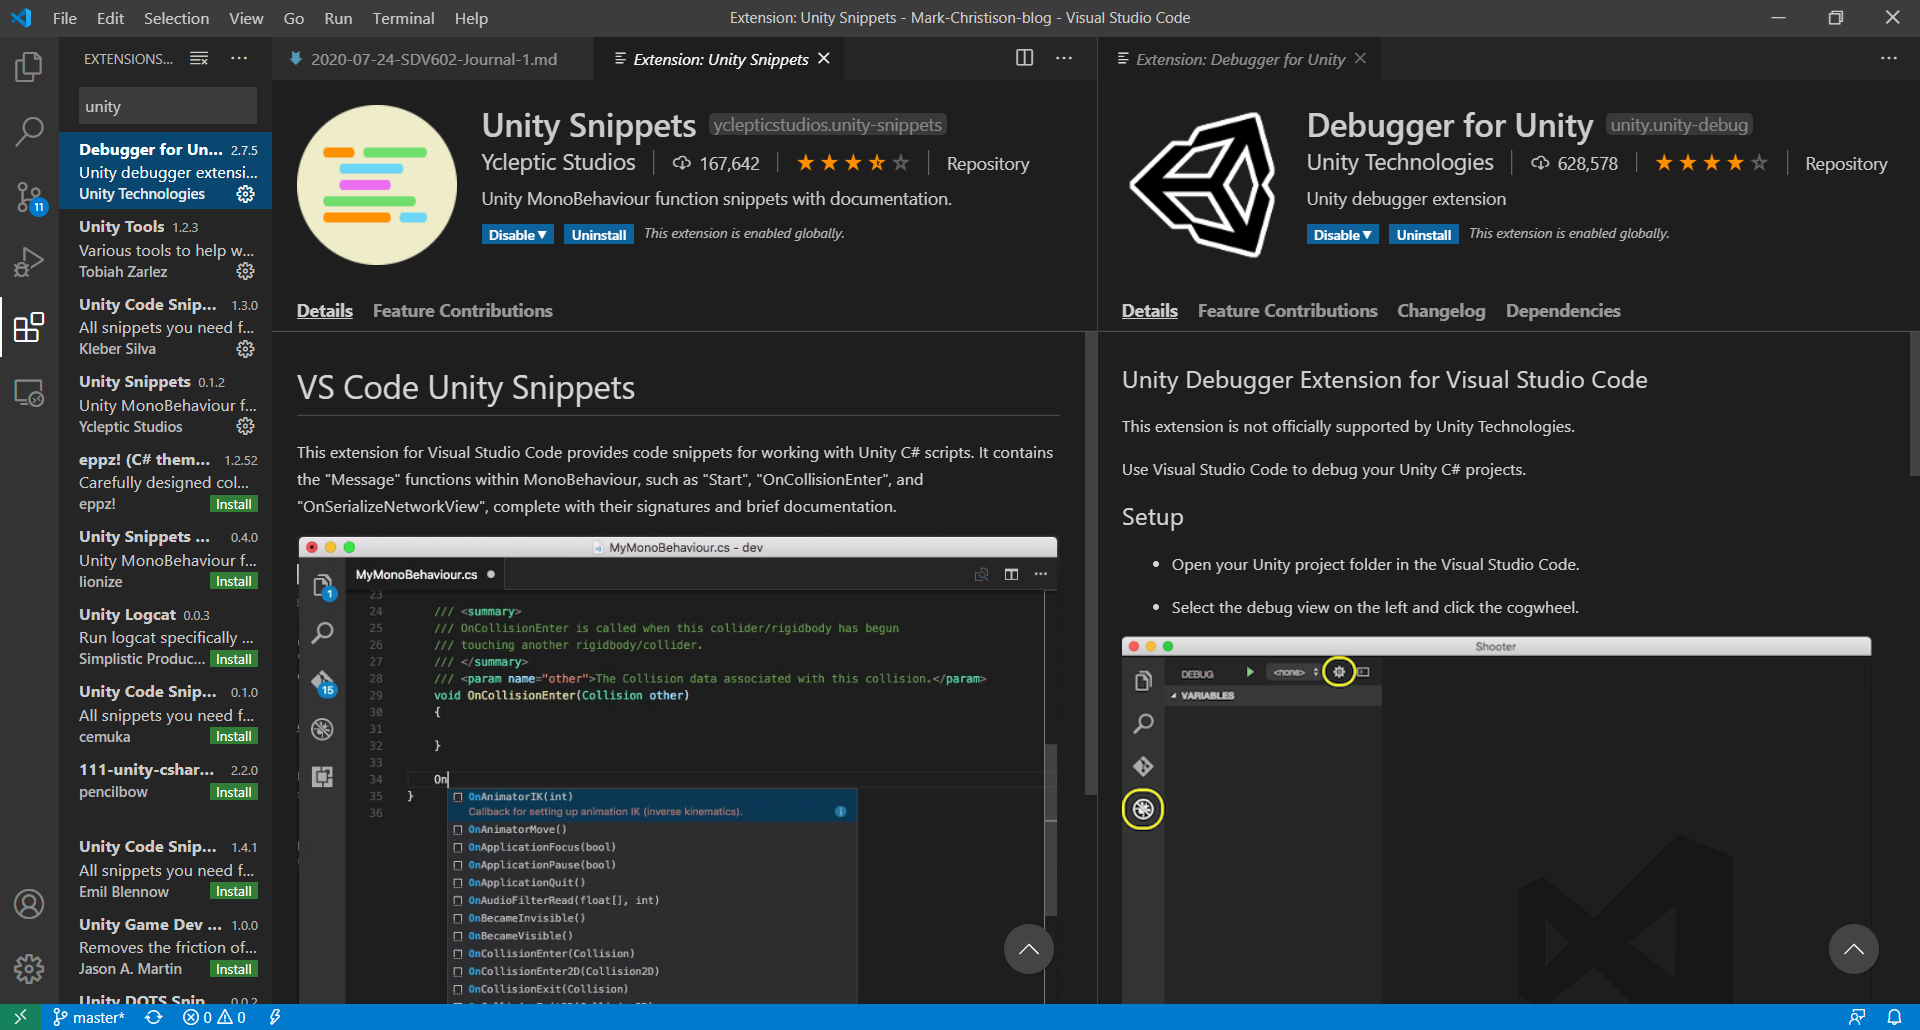 File Edit Selection View Go Run Terminal Help
Extension: Unity Snippets - Mark-Christison-blog - Visual Studio Code
EXTENSIONS...
unity
Debugger for Un... 2.7.5
Unity debugger extensi...
Unity Technologies
Unity Tools 1.2.3
Various tools to help w...
Tobiah Zarlez
Unity Code Snip... 1.3.0
All snippets you need f...
Kleber Silva
Unity Snippets 0.1.2
Unity MonoBehaviour f...
Ycleptic Studios
eppz! (C# them... 1.2.52
Carefully designed col...
eppz! Install
Unity Snippets ... 0.4.0
Unity MonoBehaviour f...
lionize Install
Unity Logcat 0.0.3
Run logcat specifically ...
Simplistic Produc... Install
Unity Code Snip... 0.1.0
All snippets you need f...
cemuka Install
111-unity-cshar... 2.2.0
pencilbow Install
Unity Code Snip... 1.4.1
All snippets you need f...
Emil Blennow Install
Unity Game Dev ... 1.0.0
Removes the friction of...
Jason A. Martin Install
Unity DOTS Snip 0.0.2
2020-07-24-SDV602-Journal-1.md
Extension: Unity Snippets
Unity Snippets yclepticstudios.unity-snippets
Ycleptic Studios 167,642 Repository
Unity MonoBehaviour function snippets with documentation.
Disable Uninstall This extension is enabled globally.
Details Feature Contributions
VS Code Unity Snippets
This extension for Visual Studio Code provides code snippets for working with Unity C# scripts. It contains
the "Message" functions within MonoBehaviour, such as "Start", "OnCollisionEnter", and
"OnSerializeNetworkView", complete with their signatures and brief documentation.
MyMonoBehaviour.cs - dev
MyMonoBehaviour.cs
1
15
23
24 /// <summary>
25 /// OnCollisionEnter is called when this collider/rigidbody has begun
26 /// touching another rigidbody/collider.
27 /// </summary>
28 /// <param name="other">The Collision data associated with this collision.</param>
29 void OnCollisionEnter(Collision other)
30 {
31
32 }
33
34 On
35 }
36
OnAnimatorIK(int)
Callback for setting up animation IK (inverse kinematics).
OnAnimatorMove()
OnApplicationFocus(bool)
OnApplicationPause(bool)
OnApplicationQuit()
OnAudioFilterRead(float[], int)
OnBecameInvisible()
OnBecameVisible()
OnCollisionEnter(Collision)
OnCollisionEnter2D(Collision2D)
OnCollisionExit(Collision)
Extension: Debugger for Unity
Debugger for Unity unity.unity-debug
Unity Technologies 628,578 Repository
Unity debugger extension
Disable Uninstall This extension is enabled globally.
Details Feature Contributions Changelog Dependencies
Unity Debugger Extension for Visual Studio Code
This extension is not officially supported by Unity Technologies.
Use Visual Studio Code to debug your Unity C# projects.
Setup
• Open your Unity project folder in the Visual Studio Code.
• Select the debug view on the left and click the cogwheel.
Shooter
DEBUG <none>
VARIABLES
11
master* 0 0